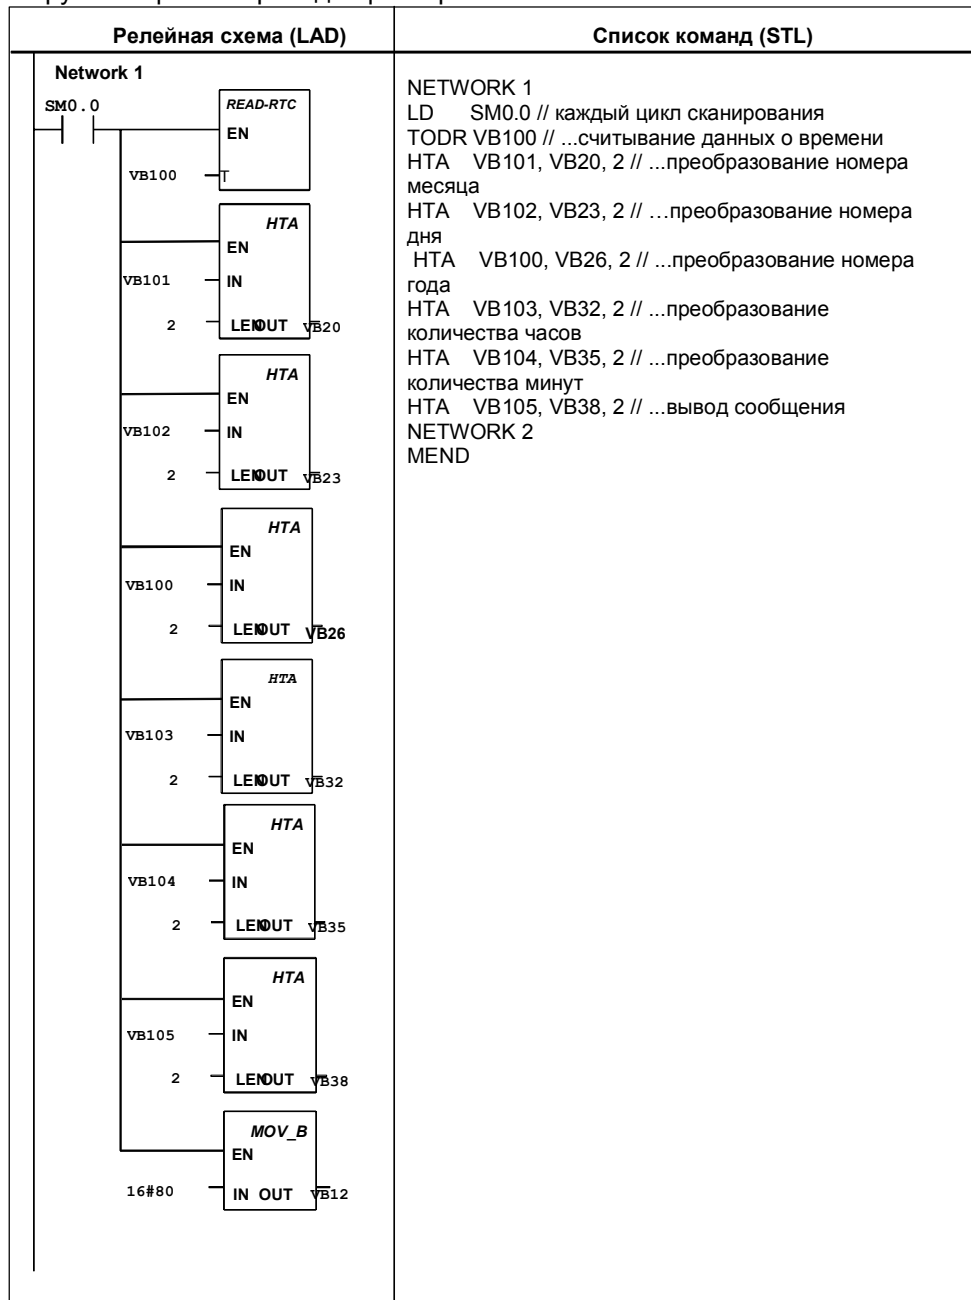 Релейная схема (LAD)
Список команд (STL)
Network 1
SM0.0
READ-RTC
EN
VB100
T
HTA
EN
VB101
IN
2
LEN
OUT
VB20
HTA
EN
VB102
IN
2
LEN
OUT
VB23
HTA
EN
VB100
IN
2
LEN
OUT
VB26
HTA
EN
VB103
IN
2
LEN
OUT
VB32
HTA
EN
VB104
IN
2
LEN
OUT
VB35
HTA
EN
VB105
IN
2
LEN
OUT
VB38
MOV_B
EN
16#80
IN OUT
VB12
NETWORK 1
LD SM0.0 // каждый цикл сканирования
TODR VB100 // ...считывание данных о времени
HTA VB101, VB20, 2 // ...преобразование номера
месяца
HTA VB102, VB23, 2 // …преобразование номера
дня
HTA VB100, VB26, 2 // ...преобразование номера
года
HTA VB103, VB32, 2 // ...преобразование
количества часов
HTA VB104, VB35, 2 // ...преобразование
количества минут
HTA VB105, VB38, 2 // ...вывод сообщения
NETWORK 2
MEND